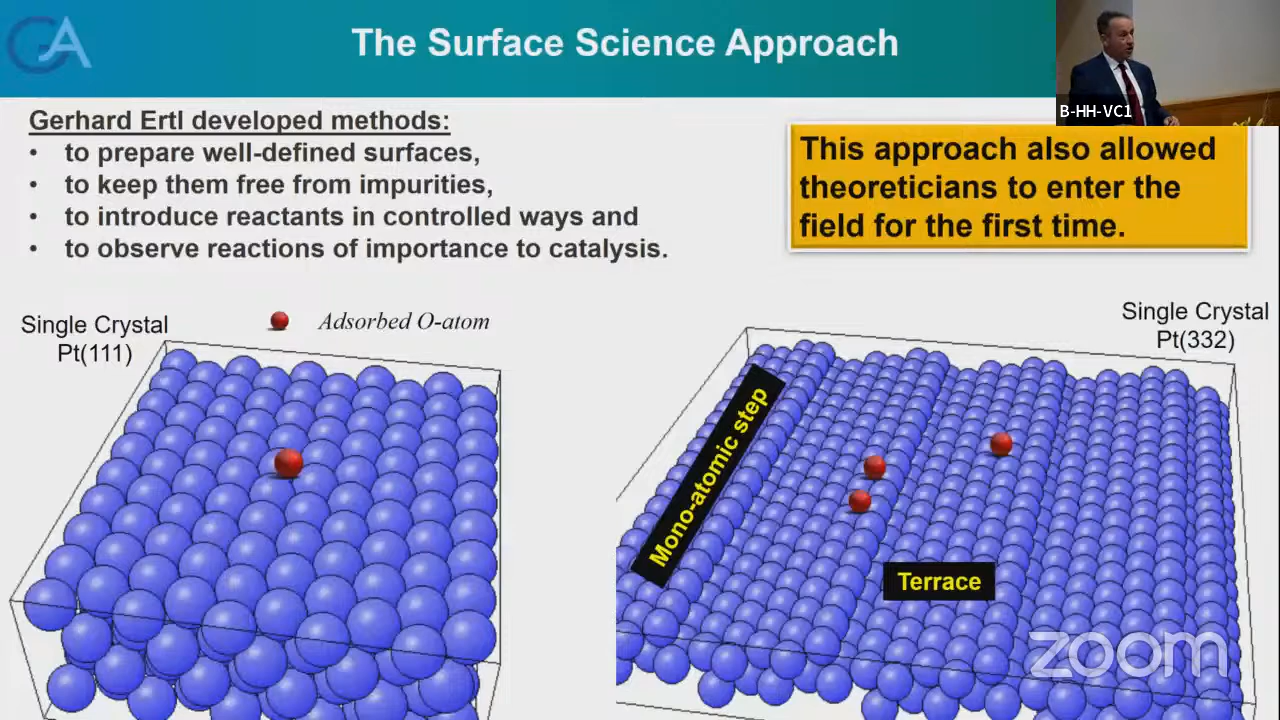 GA
The Surface Science Approach
B-HH-VC1
Gerhard Ertl developed methods:
• to prepare well-defined surfaces,
• to keep them free from impurities,
• to introduce reactants in controlled ways and
• to observe reactions of importance to catalysis.
This approach also allowed
theoreticians to enter the
field for the first time.
Single Crystal
Pt(111)
Adsorbed O-atom
Single Crystal
Pt(332)
Mono-atomic step
Terrace
zoom